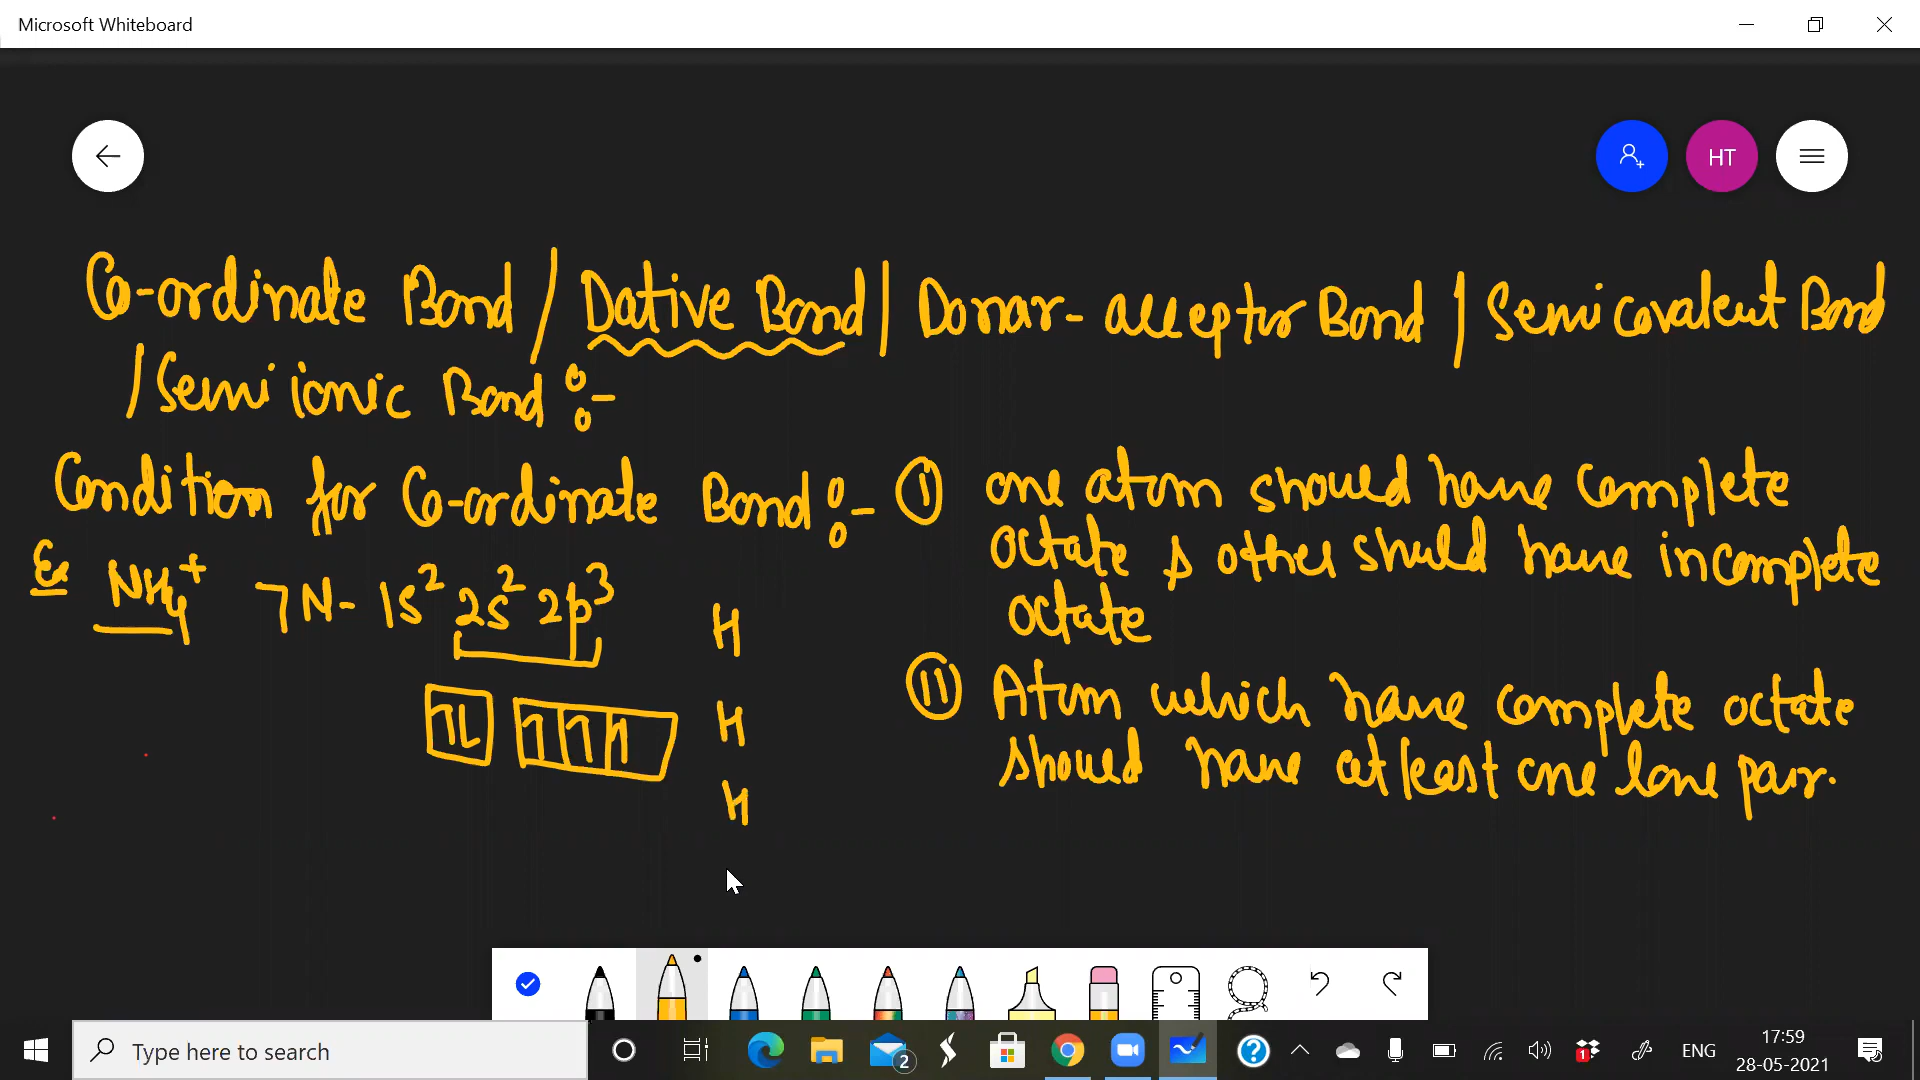 Microsoft Whiteboard
HT
Co-ordinate Bond / Dative Bond / Donar-acceptor Bond / Semicovalent Bond
/ Semi ionic Bond :-
Condition for Co-ordinate Bond :- (I) one atom should have complete
octate & other should have incomplete
octate
Ex NH₄⁺ 7N - 1s² 2s² 2p³
H
H
H
(II) Atom which have complete octate
should have atleast one lone pair.
Type here to search
2
1
ENG
17:59
28-05-2021